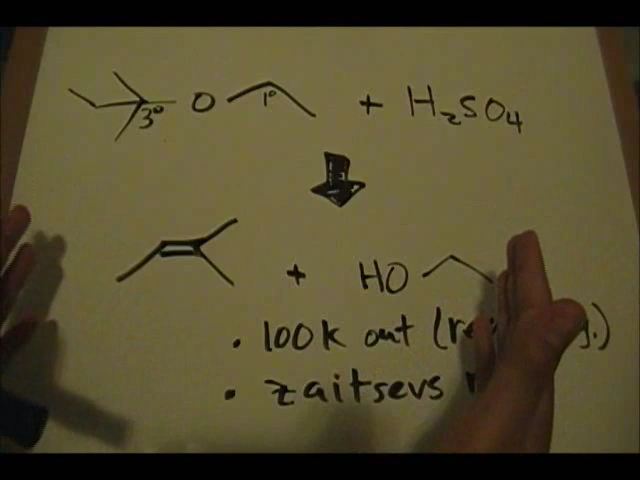 3° O 1° + H₂SO₄
+ HO
• look out (
• zaitsevs